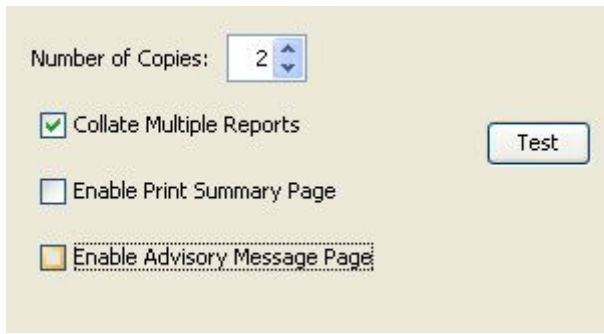 Number of Copies: 2
Collate Multiple Reports
Test
Enable Print Summary Page
Enable Advisory Message Page